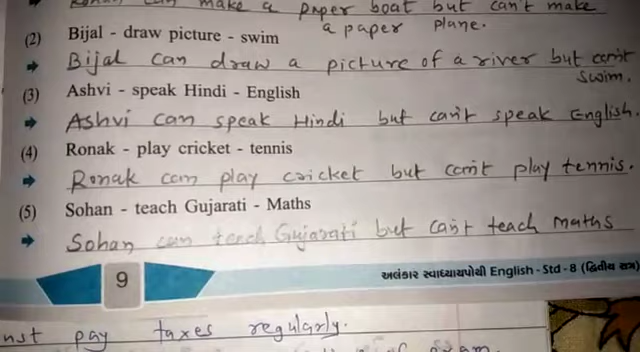 can make a paper boat but can't make
a paper plane.
(2) Bijal - draw picture - swim
Bijal can draw a picture of a river but can't
swim.
(3) Ashvi - speak Hindi - English
Ashvi can speak Hindi but can't speak English.
(4) Ronak - play cricket - tennis
Ronak can play cricket but can't play tennis.
(5) Sohan - teach Gujarati - Maths
Sohan can teach Gujarati but can't teach maths
9
અલંકાર સ્વાધ્યાયપોથી English - Std - 8 (દ્વિતીય સત્ર)
pay taxes regularly.